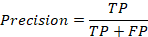 Precision = TP / TP + FP